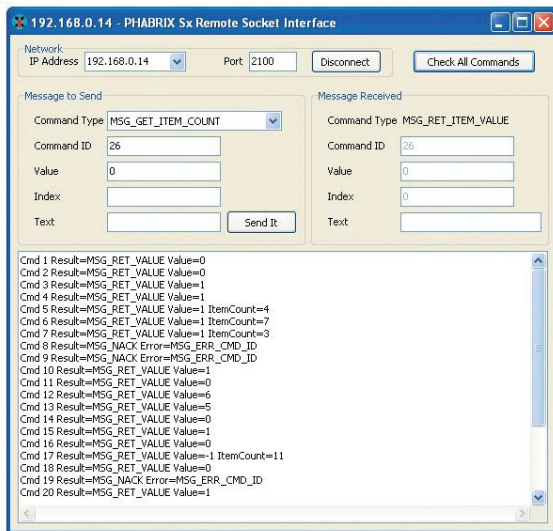 192.168.0.14 - PHABRIX Sx Remote Socket Interface
Network
IP Address 192.168.0.14 Port 2100 Disconnect Check All Commands
Message to Send
Command Type MSG_GET_ITEM_COUNT
Command ID 26
Value 0
Index
Text Send It
Message Received
Command Type MSG_RET_ITEM_VALUE
Command ID 26
Value 0
Index 0
Text
Cmd 1 Result=MSG_RET_VALUE Value=0
Cmd 2 Result=MSG_RET_VALUE Value=0
Cmd 3 Result=MSG_RET_VALUE Value=1
Cmd 4 Result=MSG_RET_VALUE Value=1
Cmd 5 Result=MSG_RET_VALUE Value=1 ItemCount=4
Cmd 6 Result=MSG_RET_VALUE Value=1 ItemCount=7
Cmd 7 Result=MSG_RET_VALUE Value=1 ItemCount=3
Cmd 8 Result=MSG_NACK Error=MSG_ERR_CMD_ID
Cmd 9 Result=MSG_NACK Error=MSG_ERR_CMD_ID
Cmd 10 Result=MSG_RET_VALUE Value=1
Cmd 11 Result=MSG_RET_VALUE Value=0
Cmd 12 Result=MSG_RET_VALUE Value=6
Cmd 13 Result=MSG_RET_VALUE Value=5
Cmd 14 Result=MSG_RET_VALUE Value=0
Cmd 15 Result=MSG_RET_VALUE Value=1
Cmd 16 Result=MSG_RET_VALUE Value=0
Cmd 17 Result=MSG_RET_VALUE Value=-1 ItemCount=11
Cmd 18 Result=MSG_RET_VALUE Value=0
Cmd 19 Result=MSG_NACK Error=MSG_ERR_CMD_ID
Cmd 20 Result=MSG_RET_VALUE Value=1